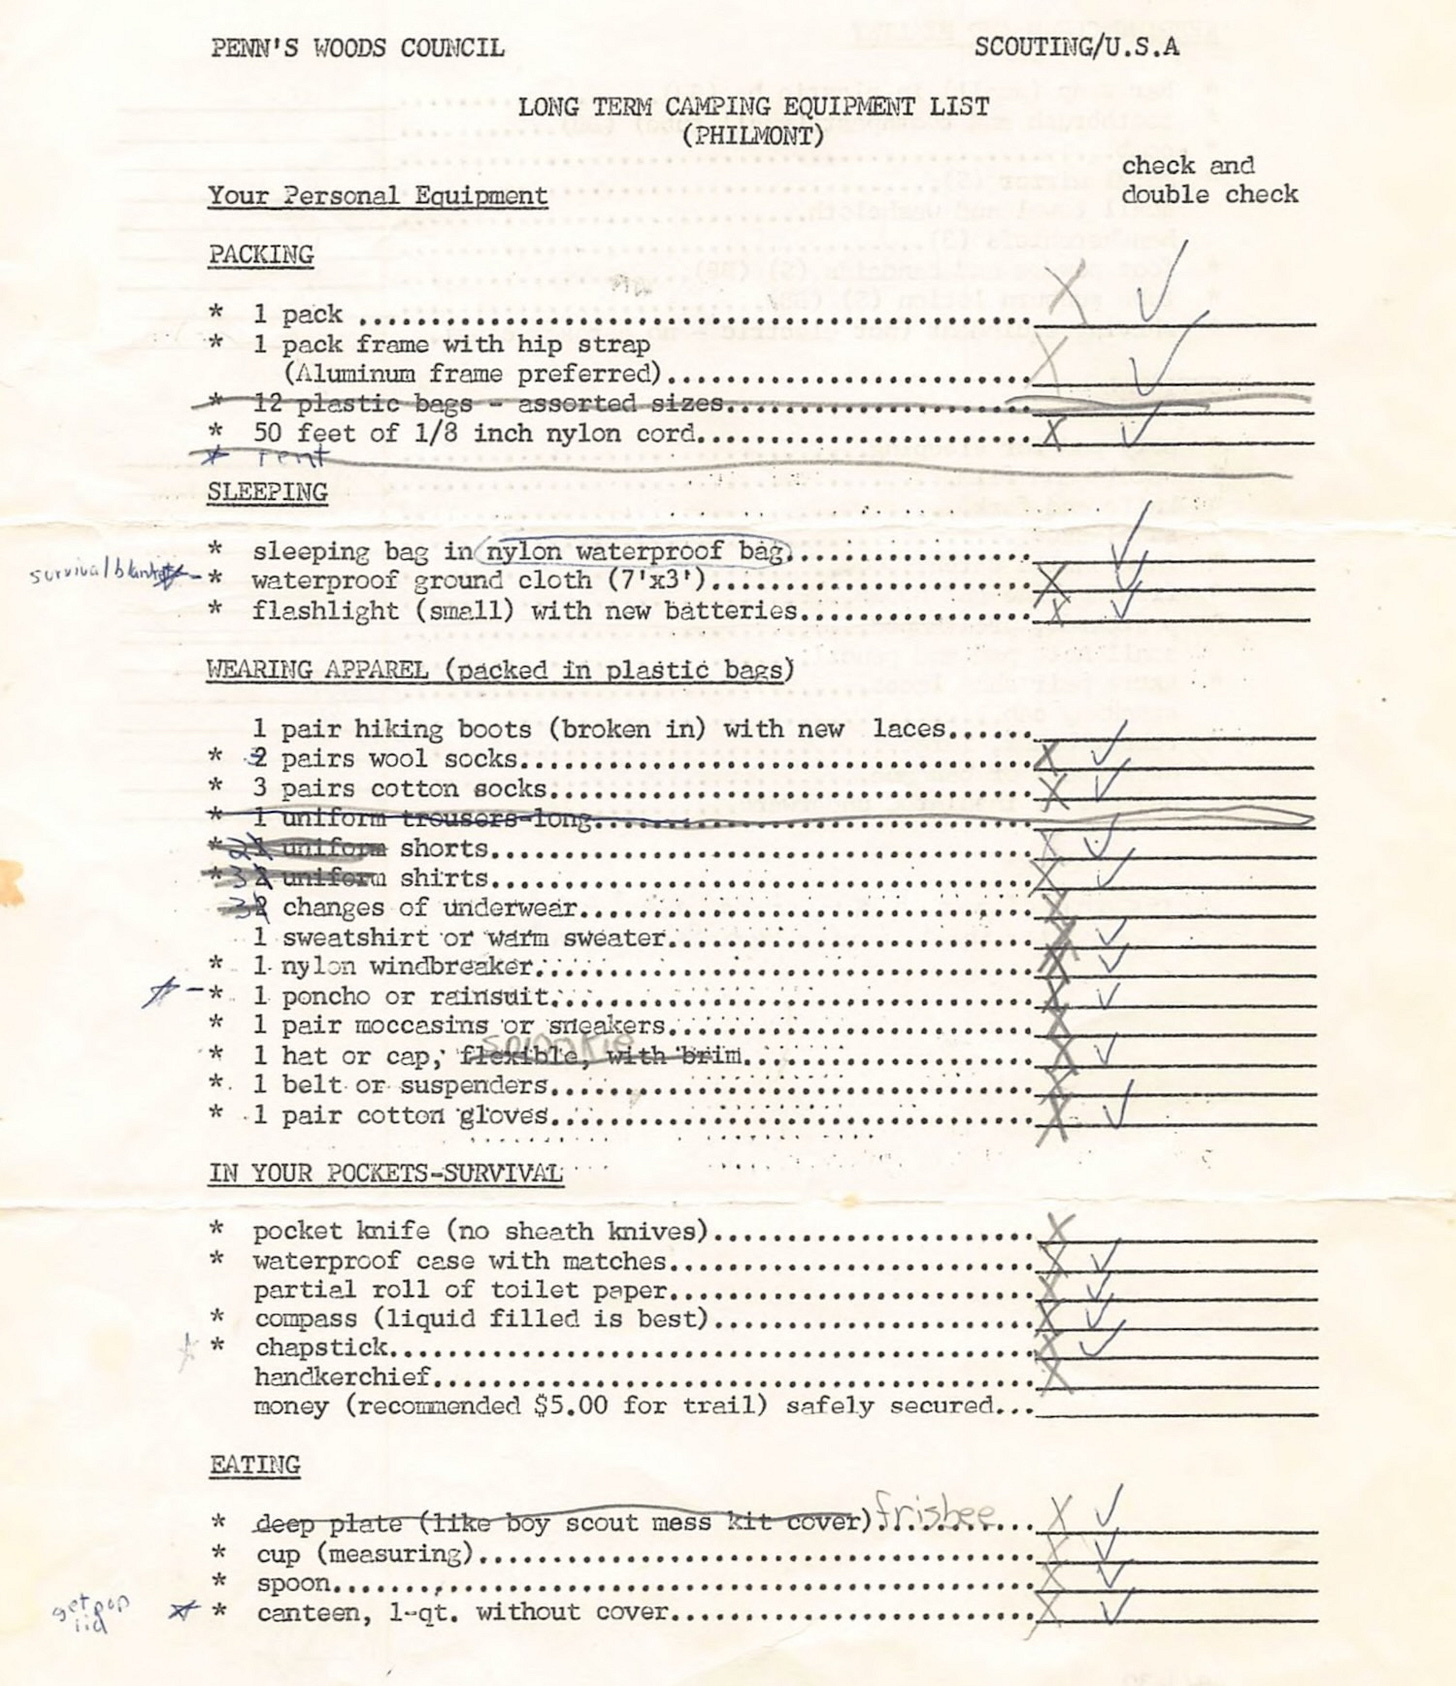 PENN'S WOODS COUNCIL SCOUTING/U.S.A
LONG TERM CAMPING EQUIPMENT LIST
(PHILMONT)
check and
double check
Your Personal Equipment
PACKING
* 1 pack ........ X ✓
* 1 pack frame with hip strap
(Aluminum frame preferred)........ X ✓
* 12 plastic bags - assorted sizes........
* 50 feet of 1/8 inch nylon cord........ X ✓
* tent
SLEEPING
* sleeping bag in (nylon waterproof bag)........ ✓
survival blanket * - * waterproof ground cloth (7'x3')........ X ✓
* flashlight (small) with new batteries........ X ✓
WEARING APPAREL (packed in plastic bags)
1 pair hiking boots (broken in) with new laces...... ✓
* 2 pairs wool socks........ X ✓
* 3 pairs cotton socks........ X ✓
* 1 uniform trousers-long........
* 2 uniform shorts........ X ✓
* 3 2 uniform shirts........ X ✓
3 2 changes of underwear........ X
1 sweatshirt or warm sweater........ X ✓
* 1 nylon windbreaker........ X ✓
* - * 1 poncho or rainsuit........ X ✓
* 1 pair moccasins or sneakers........ X
* 1 hat or cap, flexible, with brim........ X ✓
* 1 belt or suspenders........ X
* 1 pair cotton gloves........ X ✓
IN YOUR POCKETS-SURVIVAL
* pocket knife (no sheath knives)........ X
* waterproof case with matches........ X ✓
partial roll of toilet paper........ X ✓
* compass (liquid filled is best)........ X ✓
* * chapstick........ X ✓
handkerchief........ X
money (recommended $5.00 for trail) safely secured...
EATING
* deep plate (like boy scout mess kit cover) frisbee........ X ✓
* cup (measuring)........ X ✓
* spoon........ X ✓
get pop
lid
* * canteen, 1-qt. without cover........ X ✓